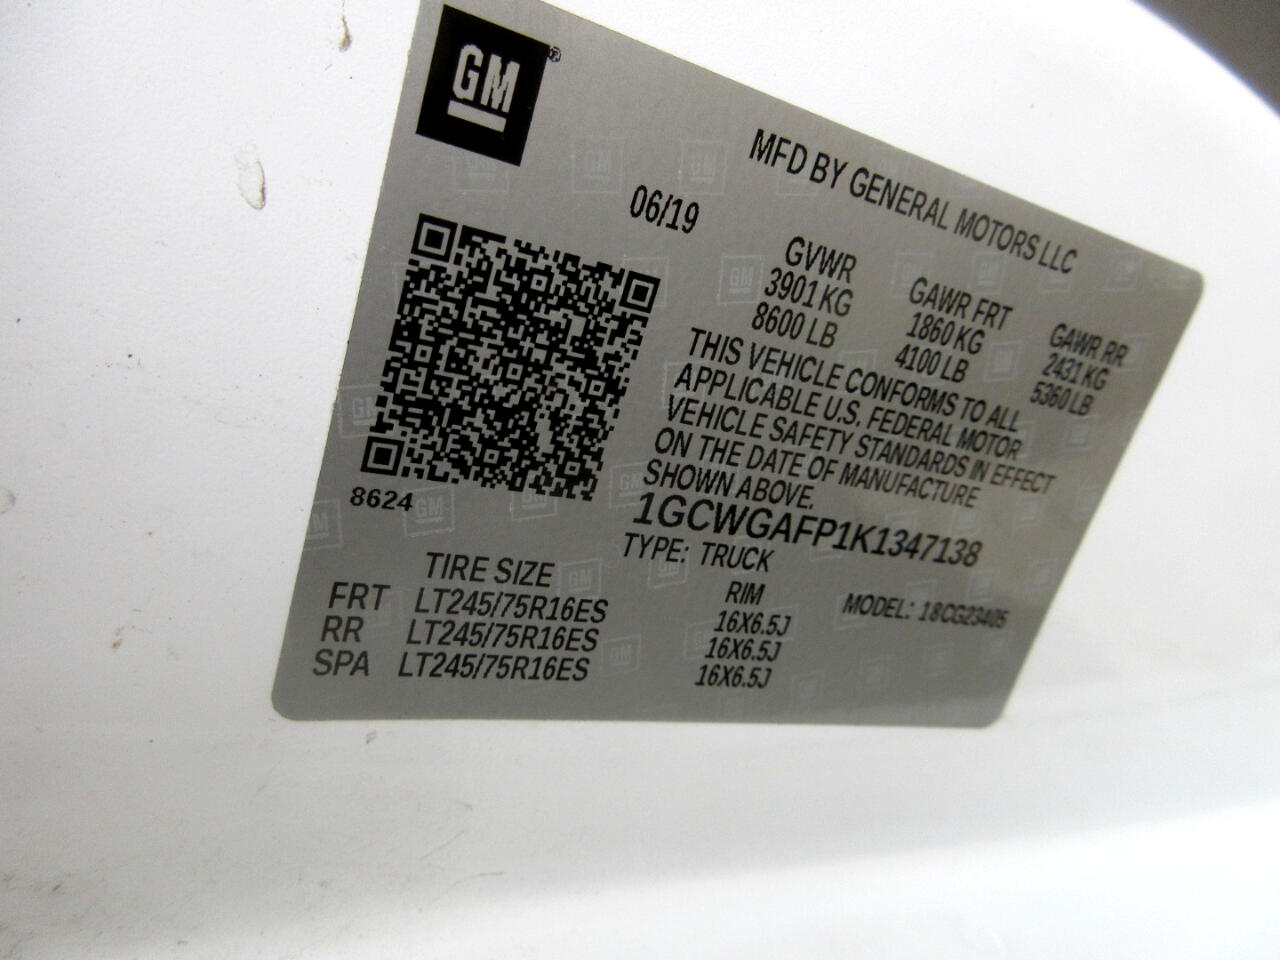 GM®
MFD BY GENERAL MOTORS LLC
06/19
GVWR GAWR FRT GAWR RR
3901 KG 1860 KG 2431 KG
8600 LB 4100 LB 5360 LB
THIS VEHICLE CONFORMS TO ALL
APPLICABLE U.S. FEDERAL MOTOR
VEHICLE SAFETY STANDARDS IN EFFECT
ON THE DATE OF MANUFACTURE
SHOWN ABOVE.
8624
1GCWGAFP1K1347138
TYPE: TRUCK
MODEL: 18CG23405
TIRE SIZE RIM
FRT LT245/75R16ES 16X6.5J
RR LT245/75R16ES 16X6.5J
SPA LT245/75R16ES 16X6.5J